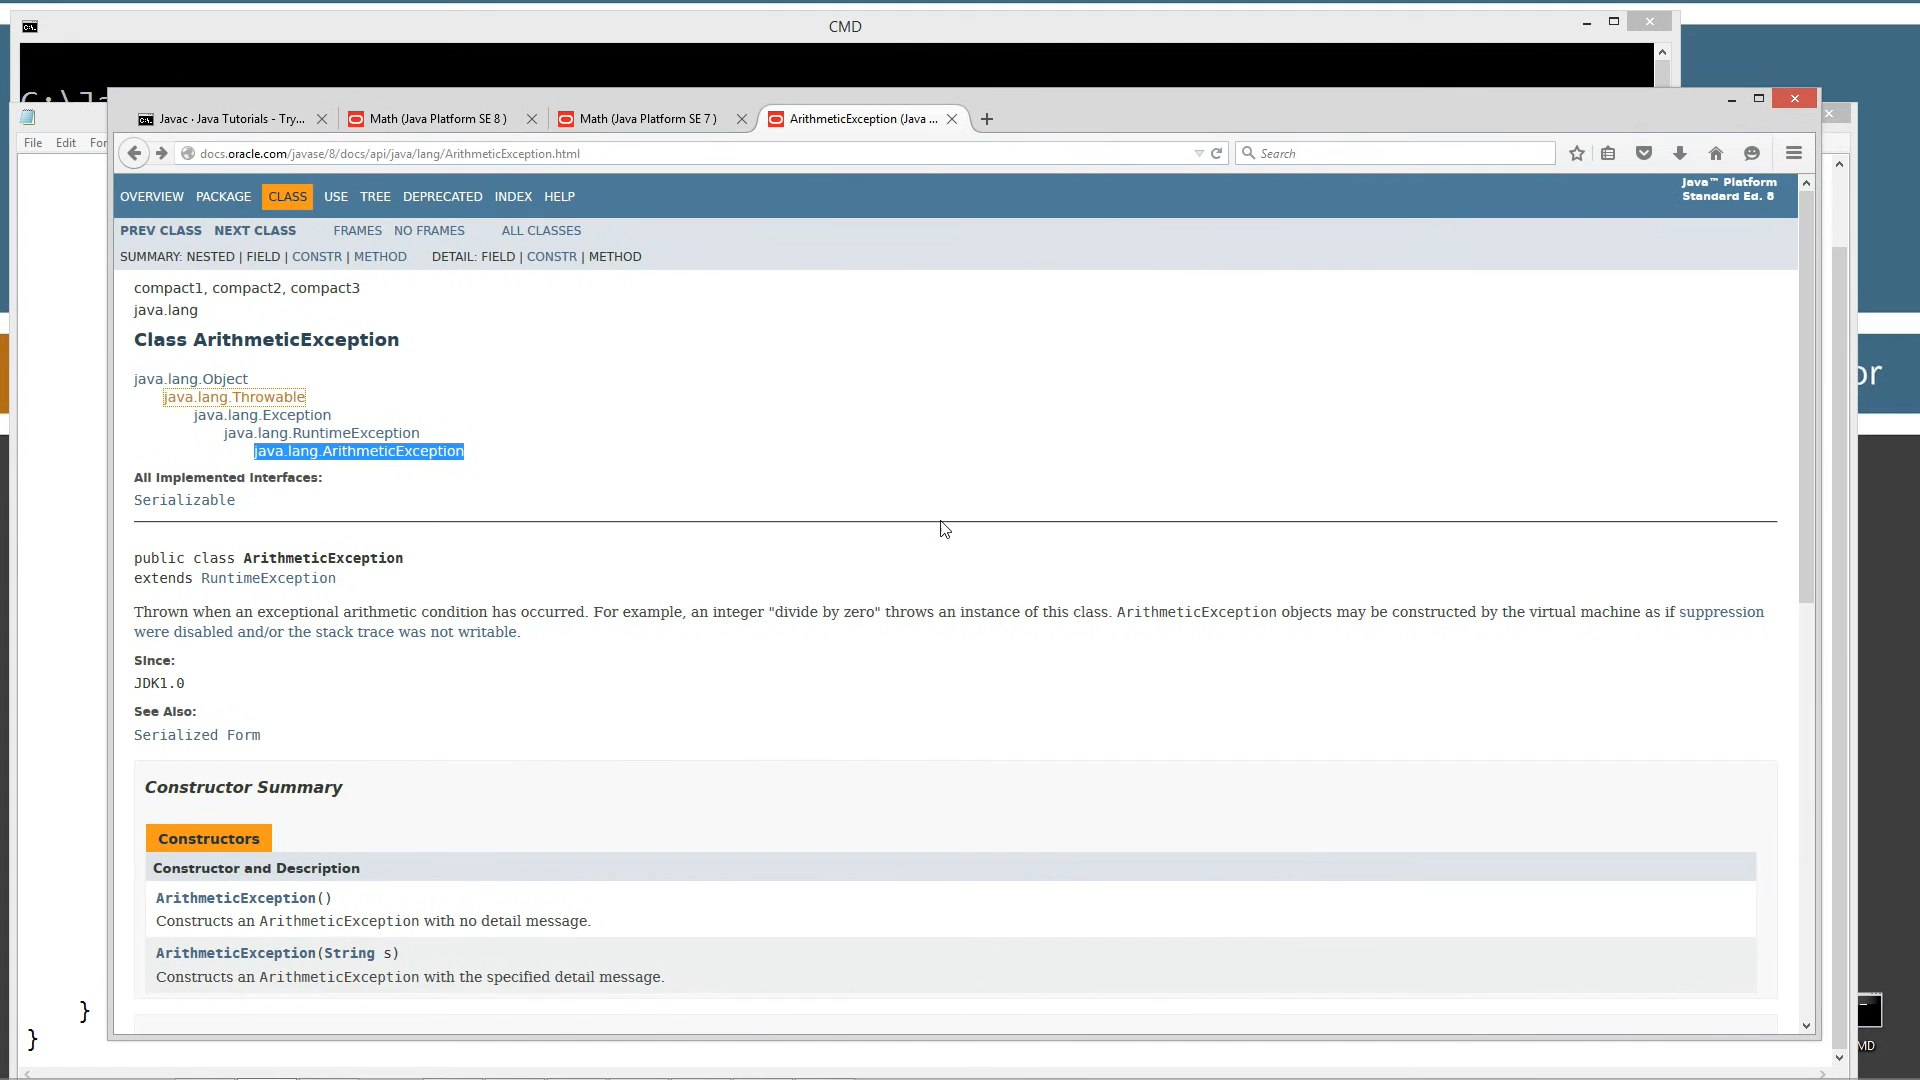 CMD
Javac · Java Tutorials - Try...
Math (Java Platform SE 8 )
Math (Java Platform SE 7 )
ArithmeticException (Java ...
File Edit
docs.oracle.com/javase/8/docs/api/java/lang/ArithmeticException.html
Search
OVERVIEW PACKAGE CLASS USE TREE DEPRECATED INDEX HELP
Java™ Platform
Standard Ed. 8
PREV CLASS NEXT CLASS FRAMES NO FRAMES ALL CLASSES
SUMMARY: NESTED | FIELD | CONSTR | METHOD DETAIL: FIELD | CONSTR | METHOD
compact1, compact2, compact3
java.lang
Class ArithmeticException
java.lang.Object
java.lang.Throwable
java.lang.Exception
java.lang.RuntimeException
java.lang.ArithmeticException
All Implemented Interfaces:
Serializable
public class ArithmeticException
extends RuntimeException
Thrown when an exceptional arithmetic condition has occurred. For example, an integer "divide by zero" throws an instance of this class. ArithmeticException objects may be constructed by the virtual machine as if suppression
were disabled and/or the stack trace was not writable.
Since:
JDK1.0
See Also:
Serialized Form
Constructor Summary
Constructors
Constructor and Description
ArithmeticException()
Constructs an ArithmeticException with no detail message.
ArithmeticException(String s)
Constructs an ArithmeticException with the specified detail message.
}
}